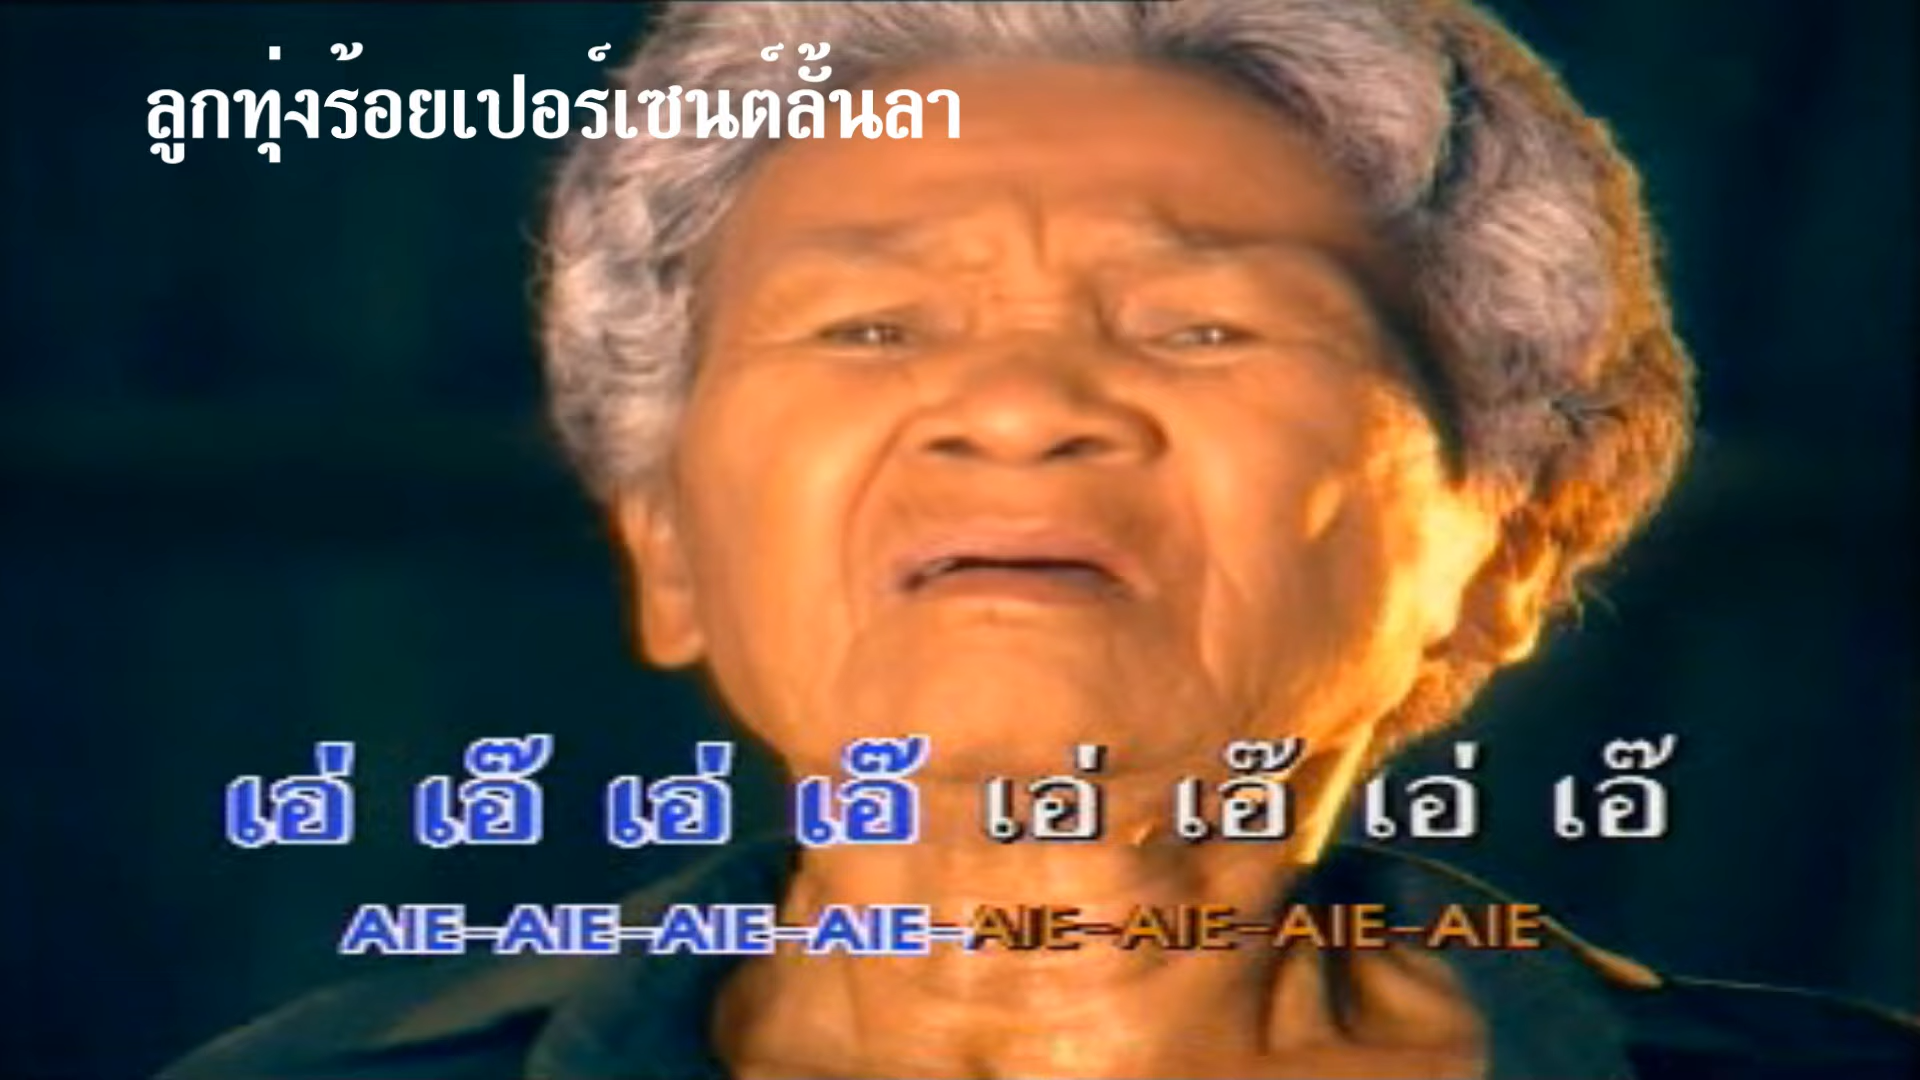 ลูกทุ่งร้อยเปอร์เซนต์ลั้นลา
เอ่ เอ๊ เอ่ เอ๊ เอ่ เอ๊ เอ่ เอ๊
AIE-AIE-AIE-AIE-AIE-AIE-AIE-AIE